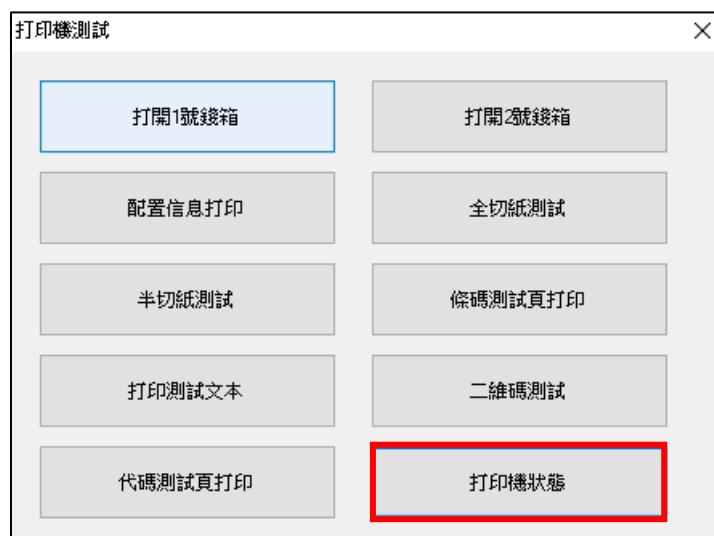 打印機測試
打開1號錢箱
打開2號錢箱
配置信息打印
全切紙測試
半切紙測試
條碼測試頁打印
打印測試文本
二維碼測試
代碼測試頁打印
打印機狀態